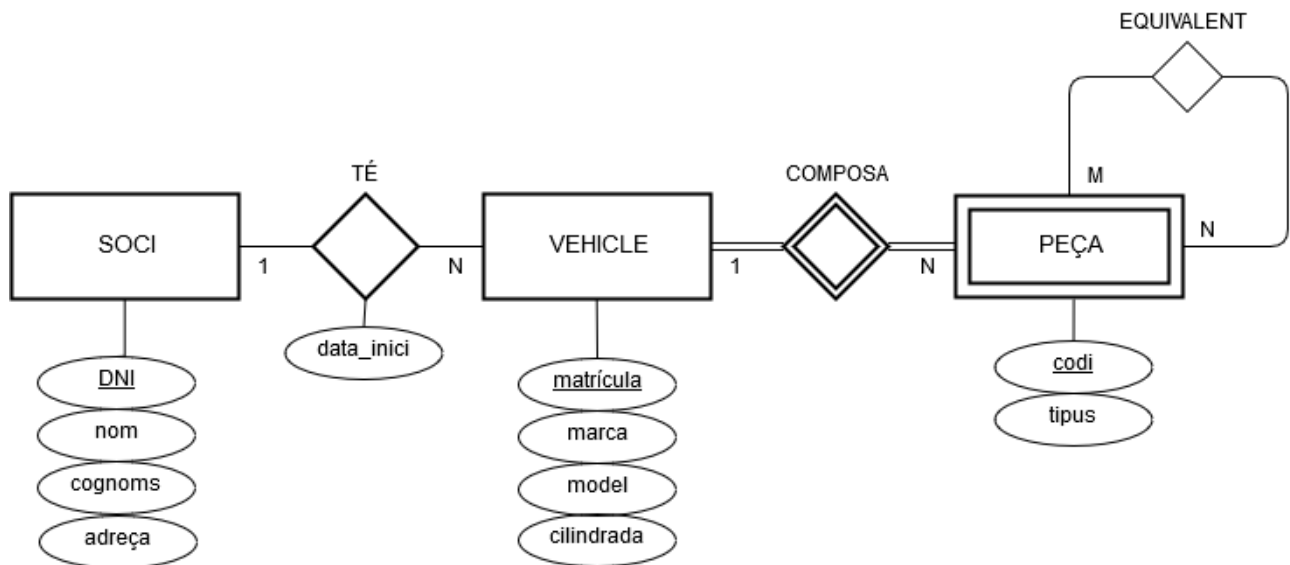 EQUIVALENT
TÉ
COMPOSA
M
SOCI
VEHICLE
PEÇA
1
N
1
N
N
data_inici
DNI
nom
cognoms
adreça
matrícula
marca
model
cilindrada
codi
tipus